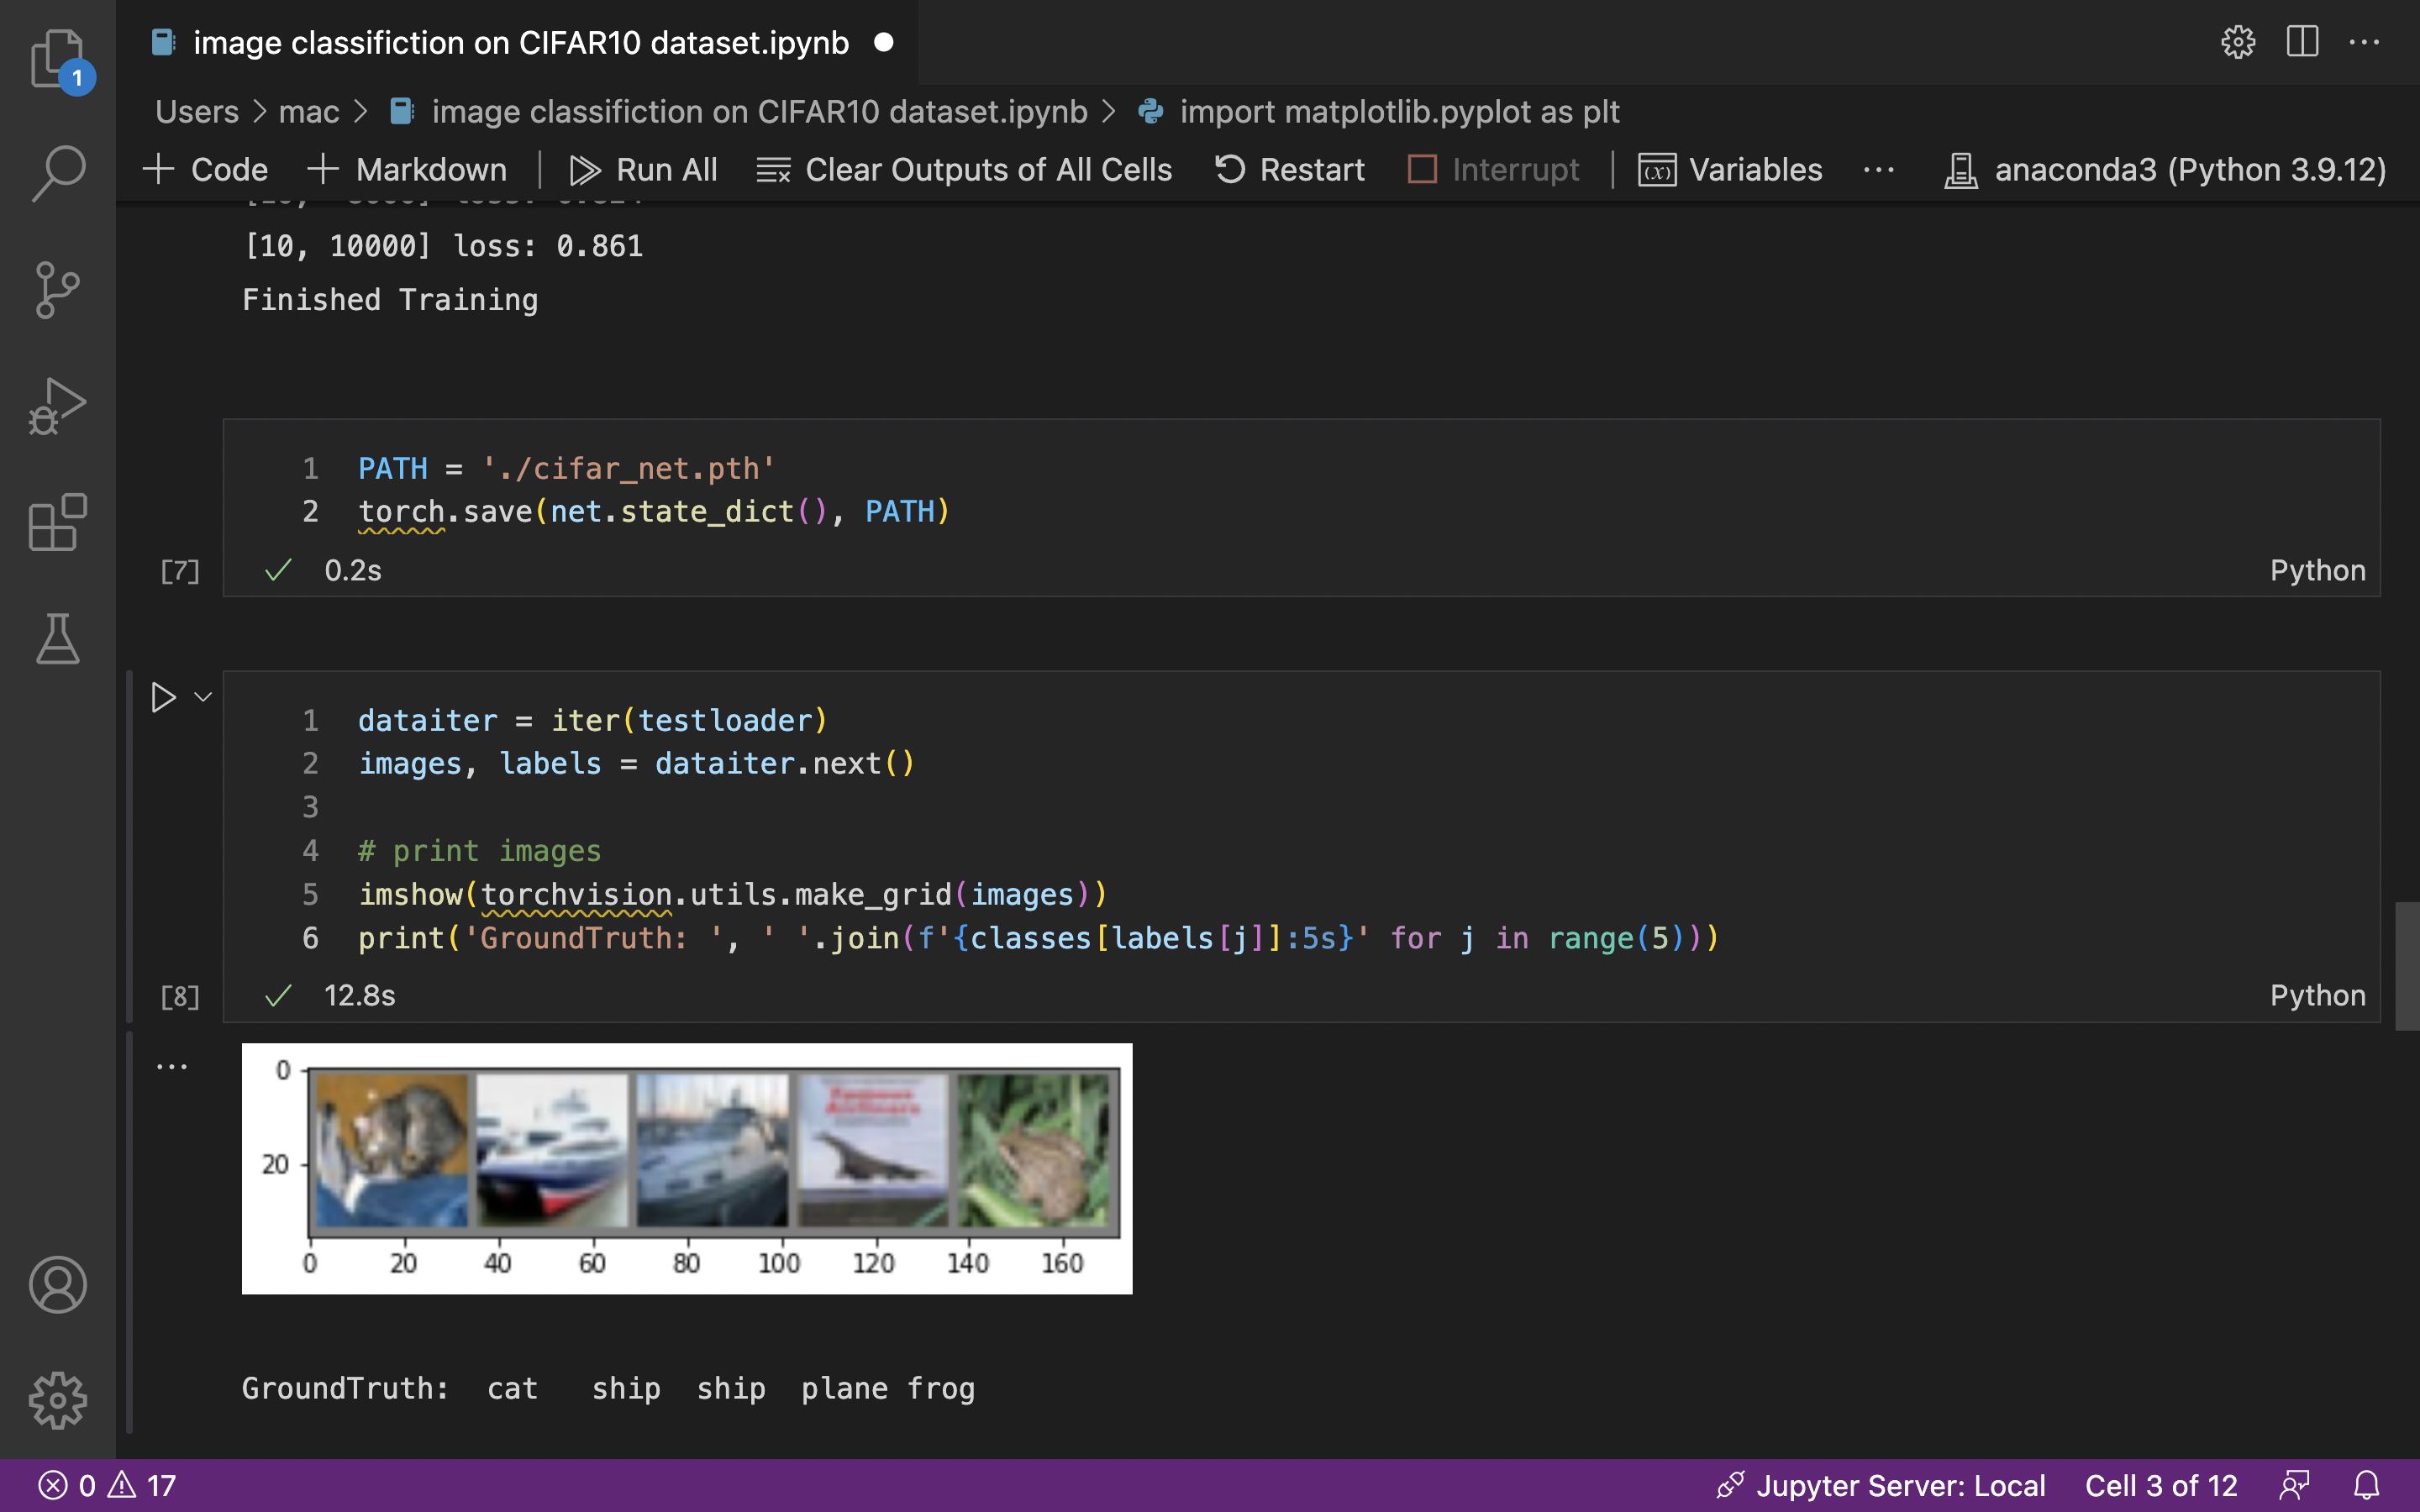 image classifiction on CIFAR10 dataset.ipynb
1
Users > mac > image classifiction on CIFAR10 dataset.ipynb > import matplotlib.pyplot as plt
+ Code + Markdown | Run All Clear Outputs of All Cells Restart Interrupt | Variables ... anaconda3 (Python 3.9.12)
[10, 10000] loss: 0.861
Finished Training
1 PATH = './cifar_net.pth'
2 torch.save(net.state_dict(), PATH)
[7] 0.2s Python
1 dataiter = iter(testloader)
2 images, labels = dataiter.next()
3
4 # print images
5 imshow(torchvision.utils.make_grid(images))
6 print('GroundTruth: ', ' '.join(f'{classes[labels[j]]:5s}' for j in range(5)))
[8] 12.8s Python
0
20
0 20 40 60 80 100 120 140 160
GroundTruth:  cat   ship  ship  plane frog
0 17 Jupyter Server: Local Cell 3 of 12